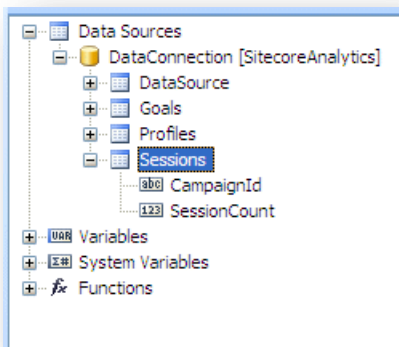 Data Sources
DataConnection [SitecoreAnalytics]
DataSource
Goals
Profiles
Sessions
abc CampaignId
123 SessionCount
VAR Variables
Σ# System Variables
fx Functions